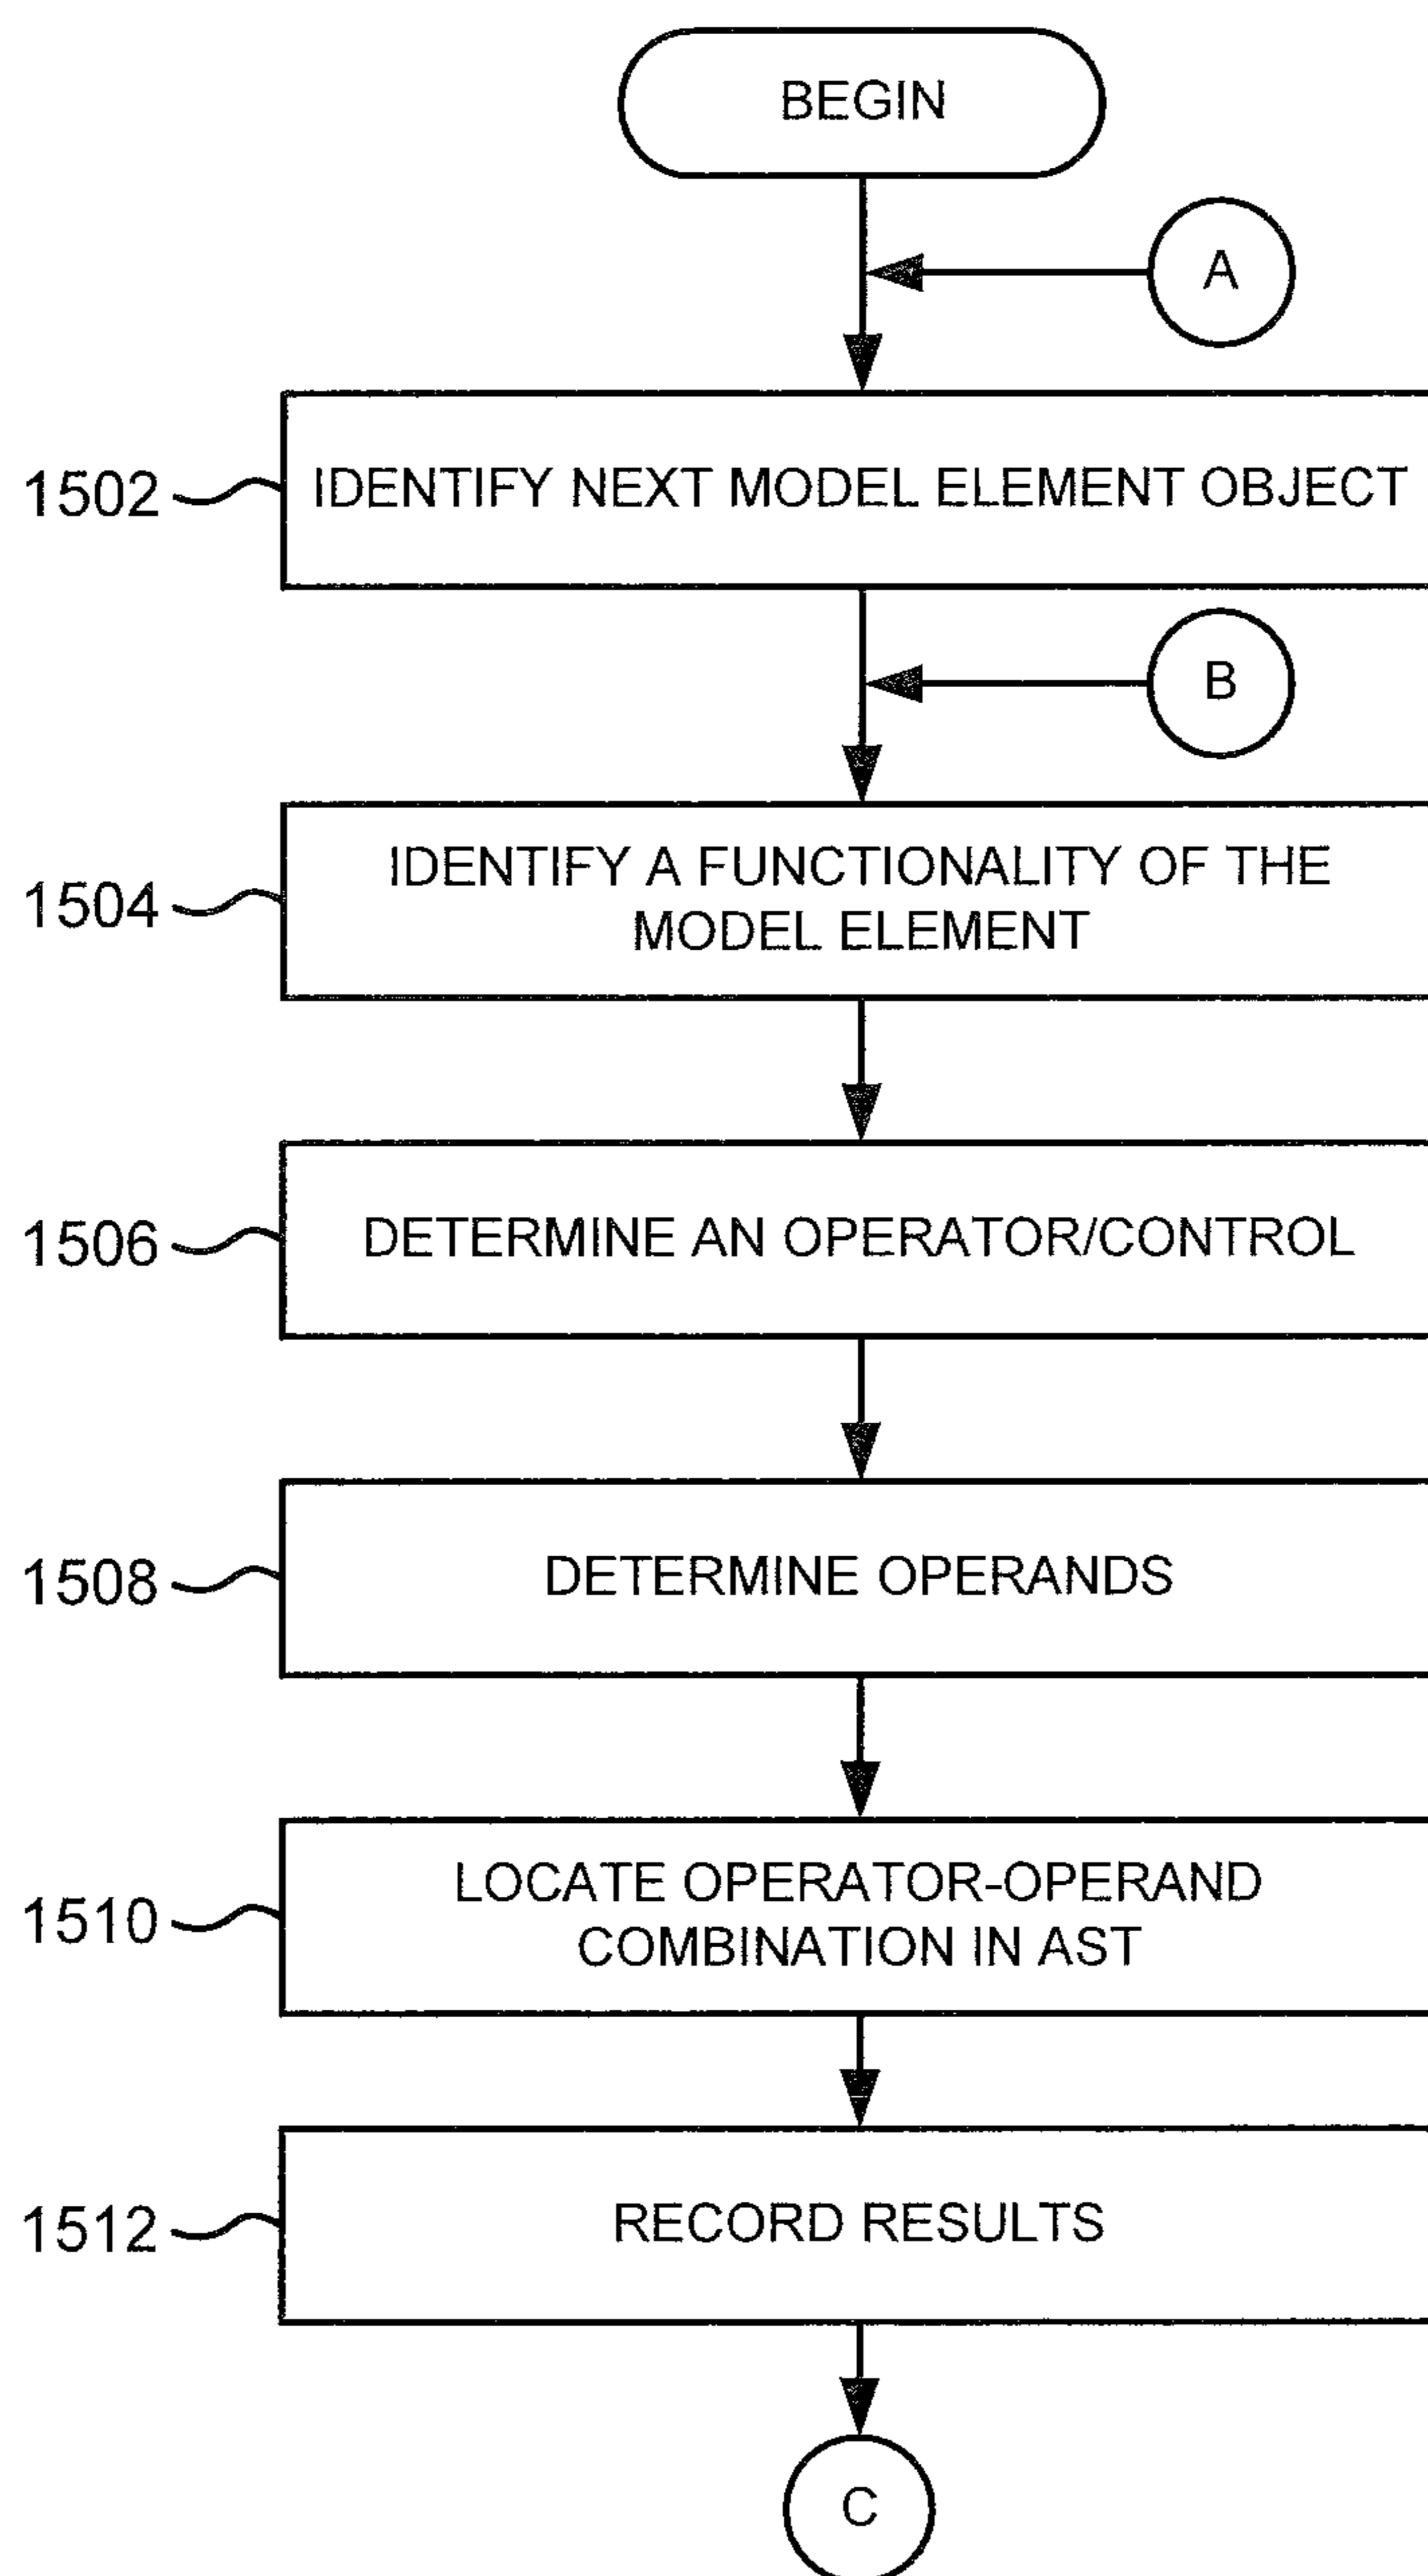 BEGIN
A
1502
IDENTIFY NEXT MODEL ELEMENT OBJECT
B
1504
IDENTIFY A FUNCTIONALITY OF THE
MODEL ELEMENT
1506
DETERMINE AN OPERATOR/CONTROL
1508
DETERMINE OPERANDS
1510
LOCATE OPERATOR-OPERAND
COMBINATION IN AST
1512
RECORD RESULTS
C